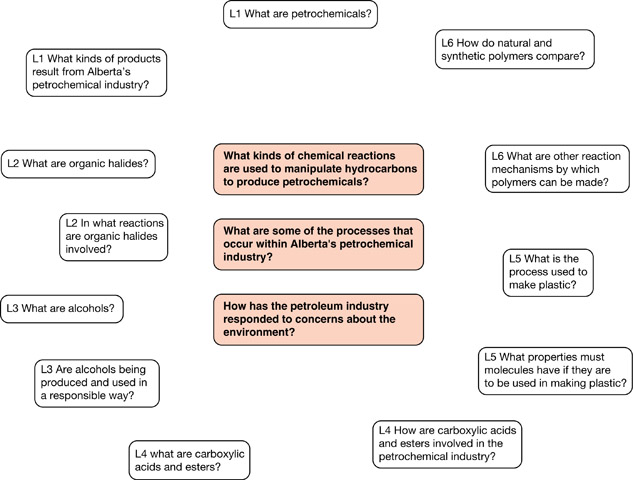 L1 What are petrochemicals?
L6 How do natural and
synthetic polymers compare?
L1 What kinds of products
result from Alberta's
petrochemical industry?
What kinds of chemical reactions
are used to manipulate hydrocarbons
to produce petrochemicals?
L2 What are organic halides?
L6 What are other reaction
mechanisms by which
polymers can be made?
L2 In what reactions
are organic halides
involved?
What are some of the processes that
occur within Alberta's petrochemical
industry?
L5 What is the
process used to
make plastic?
L3 What are alcohols?
How has the petroleum industry
responded to concerns about the
environment?
L3 Are alcohols being
produced and used in
a responsible way?
L5 What properties must
molecules have if they are
to be used in making plastic?
L4 How are carboxylic acids
and esters involved in the
petrochemical industry?
L4 what are carboxylic
acids and esters?